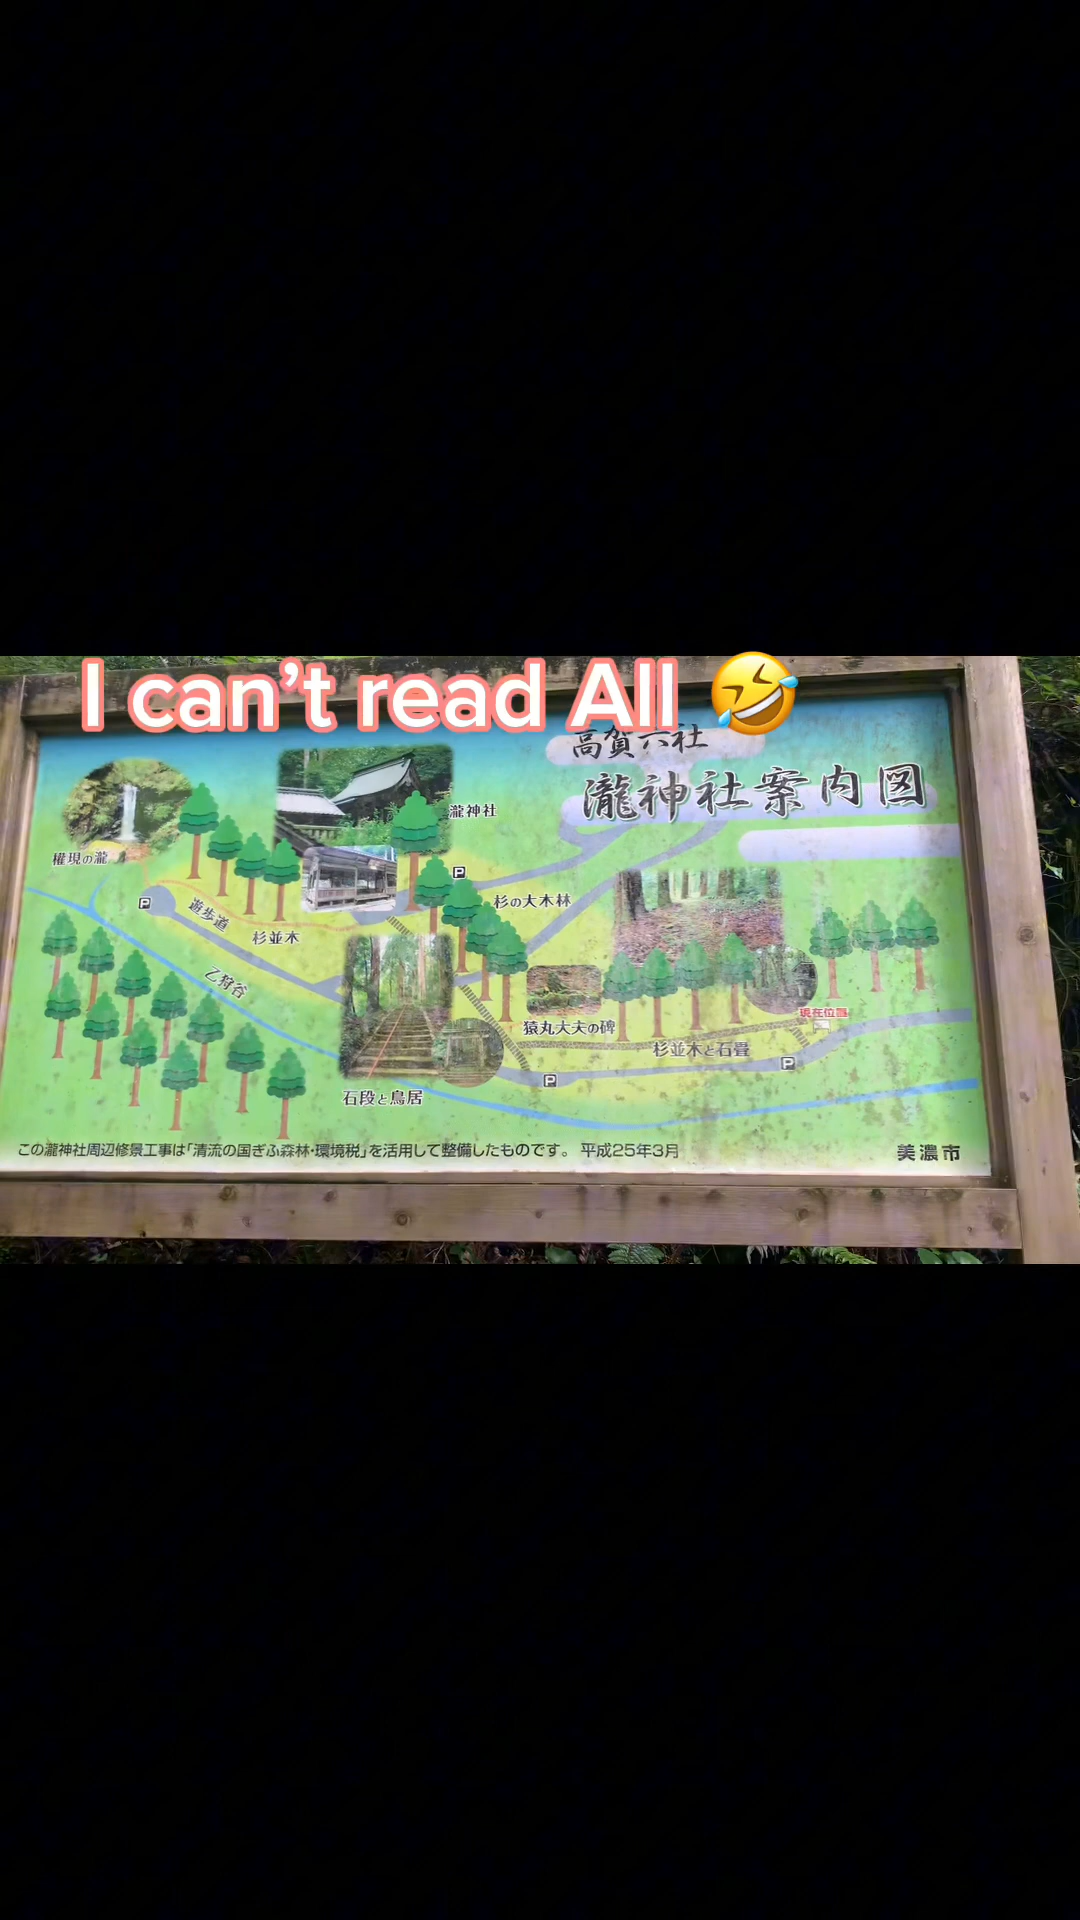 I can't read All 🤣
高賀六社
瀧神社案内図
瀧神社
権現の瀧
P
P
杉の大木林
遊歩道
杉並木
乙狩谷
現在位置
猿丸大夫の碑
杉並木と石畳
P
P
石段と鳥居
この瀧神社周辺修景工事は「清流の国ぎふ森林・環境税」を活用して整備したものです。 平成25年3月
美濃市